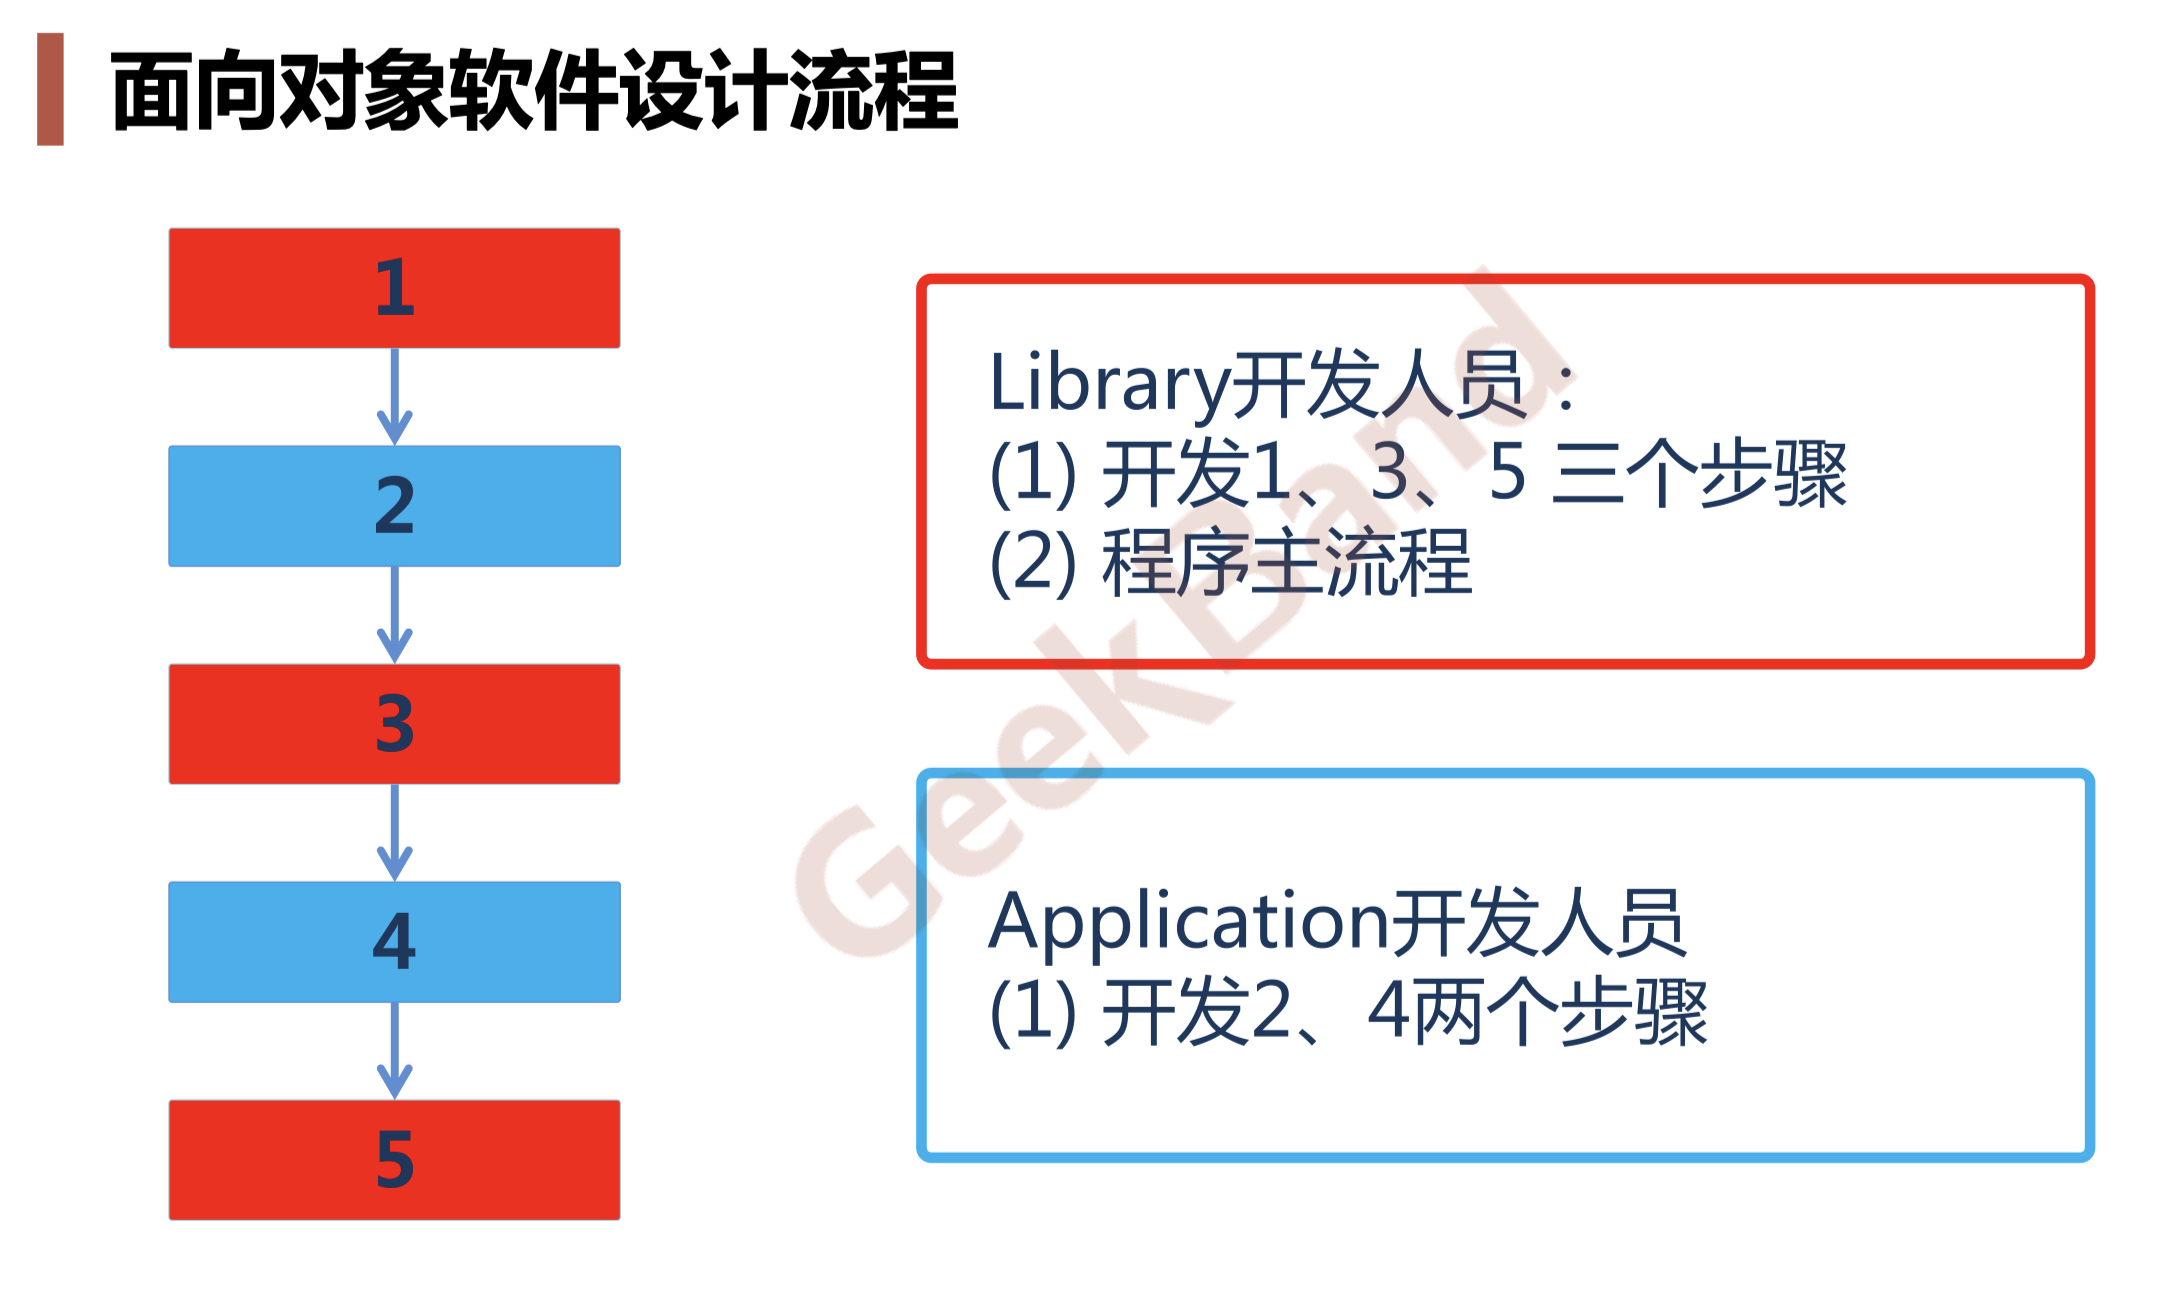 面向对象软件设计流程
1
2
3
4
5
Library开发人员：
(1) 开发1、3、5 三个步骤
(2) 程序主流程
Application开发人员
(1) 开发2、4两个步骤
GeekBand